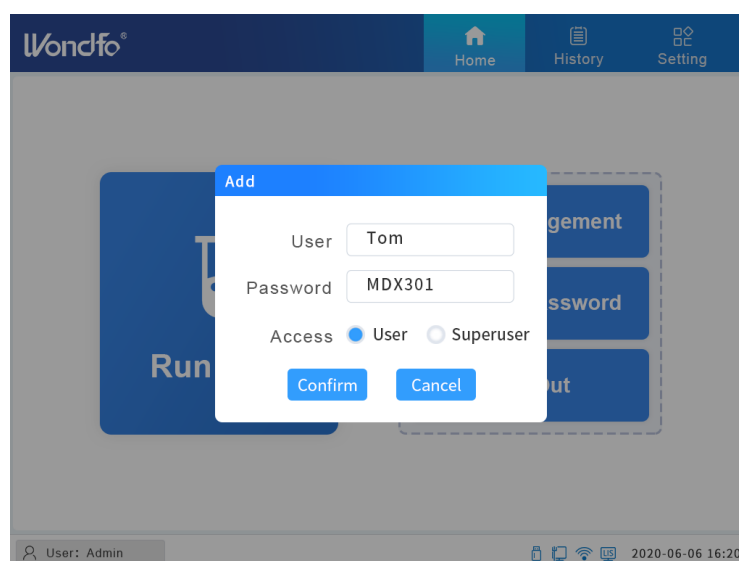 Wondfo®
Home
History
Setting
Add
User
Tom
Password
MDX301
Access
User
Superuser
Confirm
Cancel
Run
gement
ssword
Out
User: Admin
LIS
2020-06-06 16:20